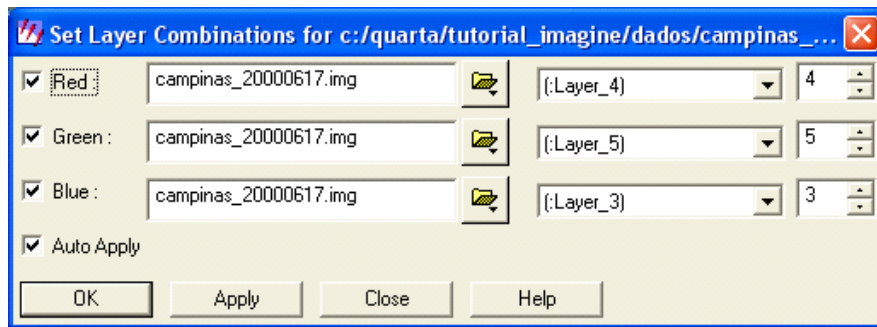 Set Layer Combinations for c:/quarta/tutorial_imagine/dados/campinas_...
Red : campinas_20000617.img (:Layer_4) 4
Green : campinas_20000617.img (:Layer_5) 5
Blue : campinas_20000617.img (:Layer_3) 3
Auto Apply
OK Apply Close Help